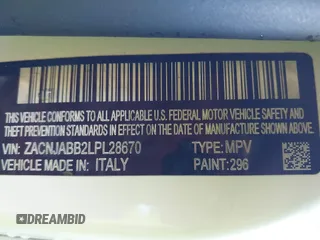 THIS VEHICLE CONFORMS TO ALL APPLICABLE U.S. FEDERAL MOTOR VEHICLE SAFETY AND
THEFT PREVENTION STANDARDS IN EFFECT ON THE DATE OF MANUFACTURE SHOWN ABOVE
VIN: ZACNJABB2LPL28670 TYPE: MPV
VEHICLE MADE IN: ITALY PAINT: 296
DREAMBID